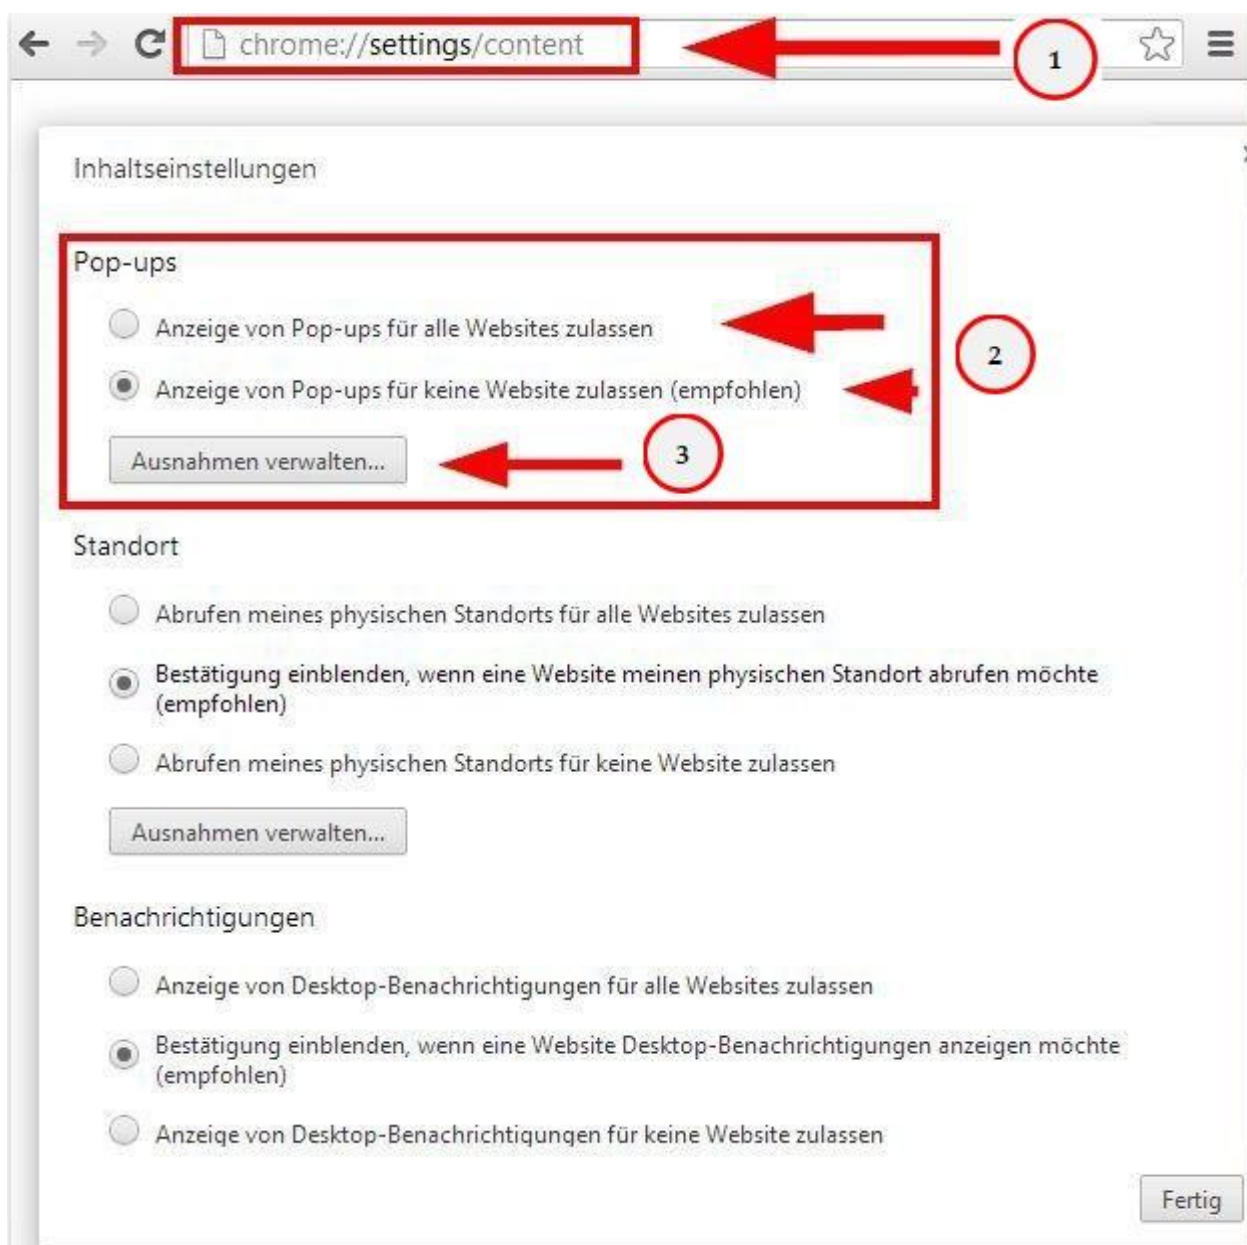 chrome://settings/content
1
Inhaltseinstellungen
Pop-ups
Anzeige von Pop-ups für alle Websites zulassen
2
Anzeige von Pop-ups für keine Website zulassen (empfohlen)
Ausnahmen verwalten...
3
Standort
Abrufen meines physischen Standorts für alle Websites zulassen
Bestätigung einblenden, wenn eine Website meinen physischen Standort abrufen möchte
(empfohlen)
Abrufen meines physischen Standorts für keine Website zulassen
Ausnahmen verwalten...
Benachrichtigungen
Anzeige von Desktop-Benachrichtigungen für alle Websites zulassen
Bestätigung einblenden, wenn eine Website Desktop-Benachrichtigungen anzeigen möchte
(empfohlen)
Anzeige von Desktop-Benachrichtigungen für keine Website zulassen
Fertig